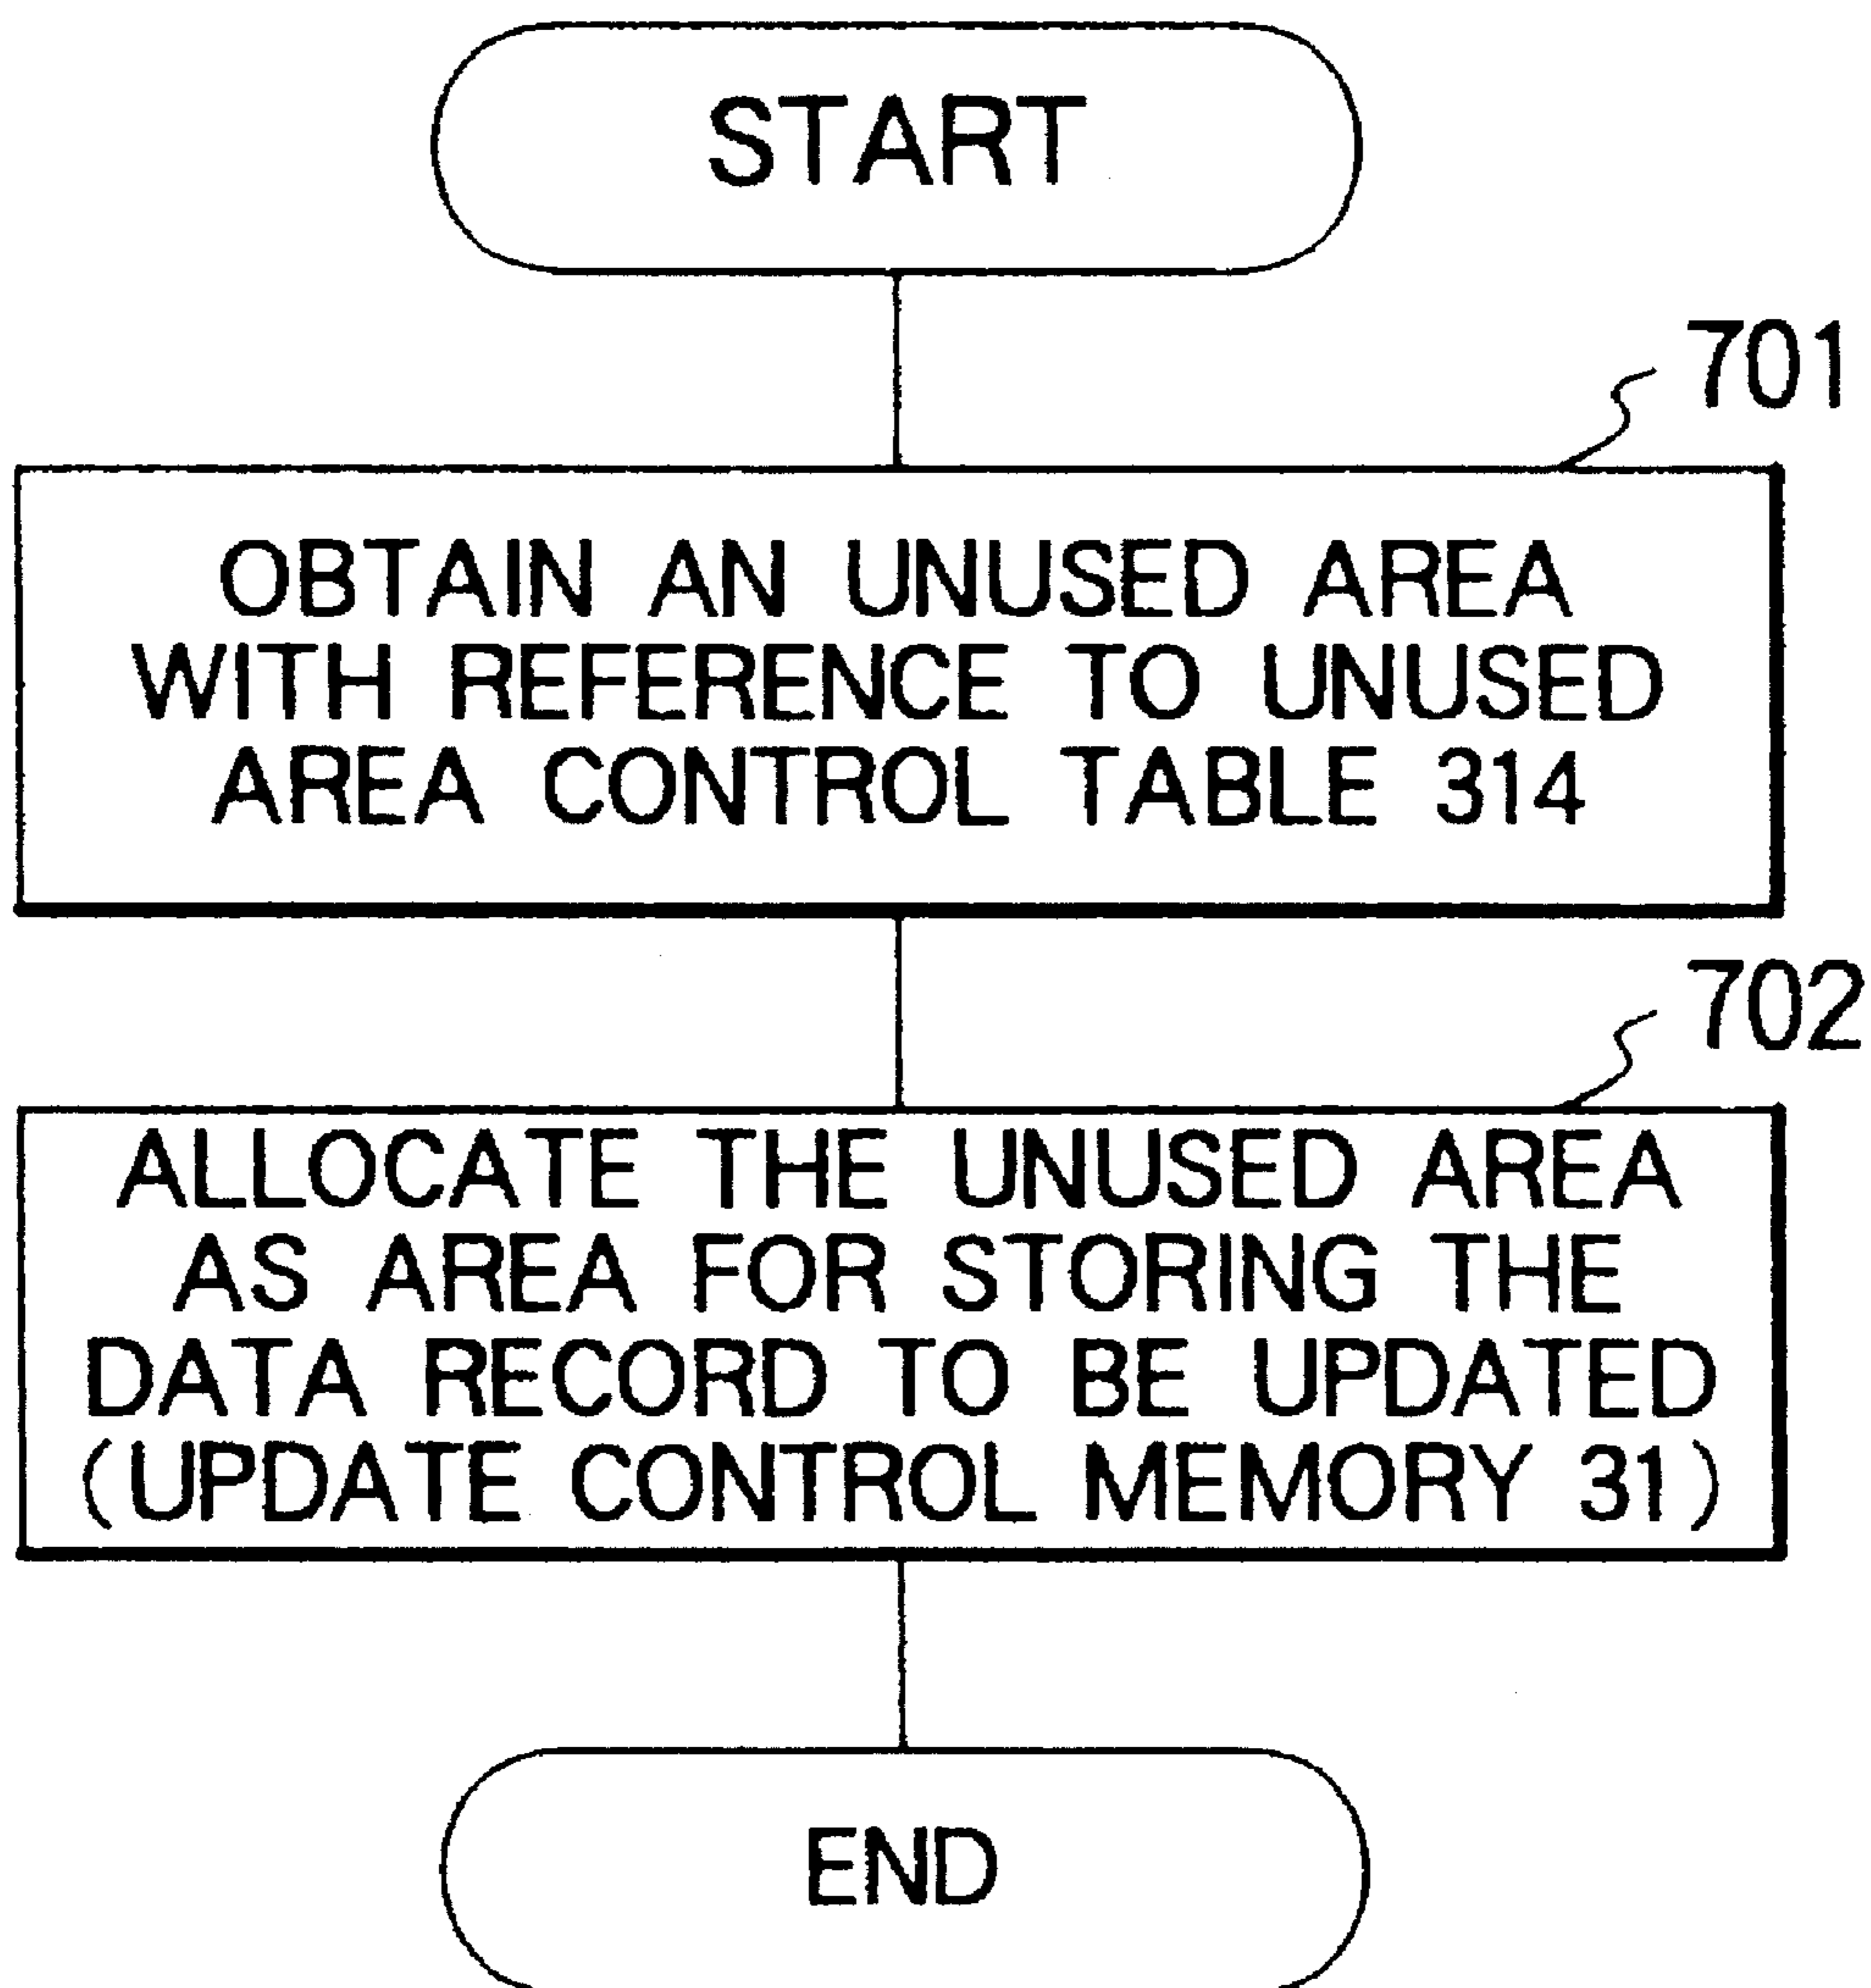 START
701
OBTAIN AN UNUSED AREA
WITH REFERENCE TO UNUSED
AREA CONTROL TABLE 314
702
ALLOCATE THE UNUSED AREA
AS AREA FOR STORING THE
DATA RECORD TO BE UPDATED
(UPDATE CONTROL MEMORY 31)
END